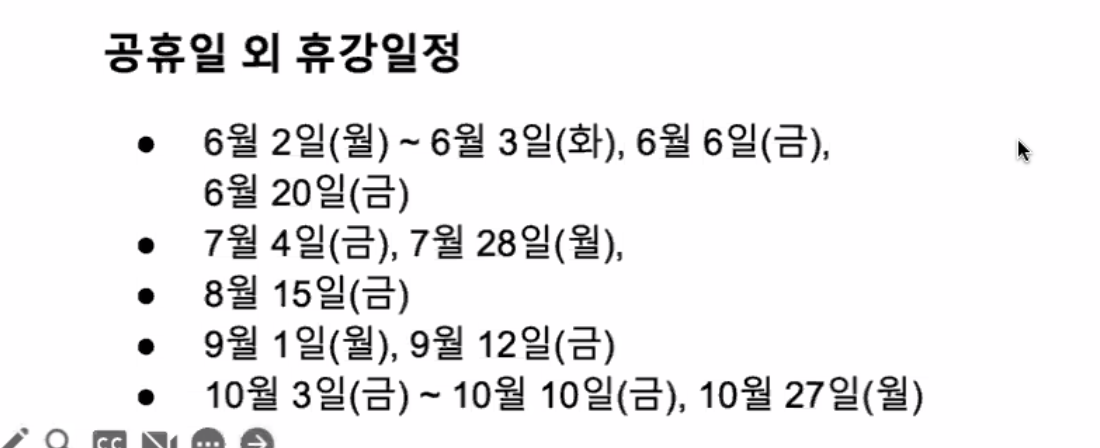 공휴일 외 휴강일정
● 6월 2일(월) ~ 6월 3일(화), 6월 6일(금),
6월 20일(금)
● 7월 4일(금), 7월 28일(월),
● 8월 15일(금)
● 9월 1일(월), 9월 12일(금)
● 10월 3일(금) ~ 10월 10일(금), 10월 27일(월)
CC